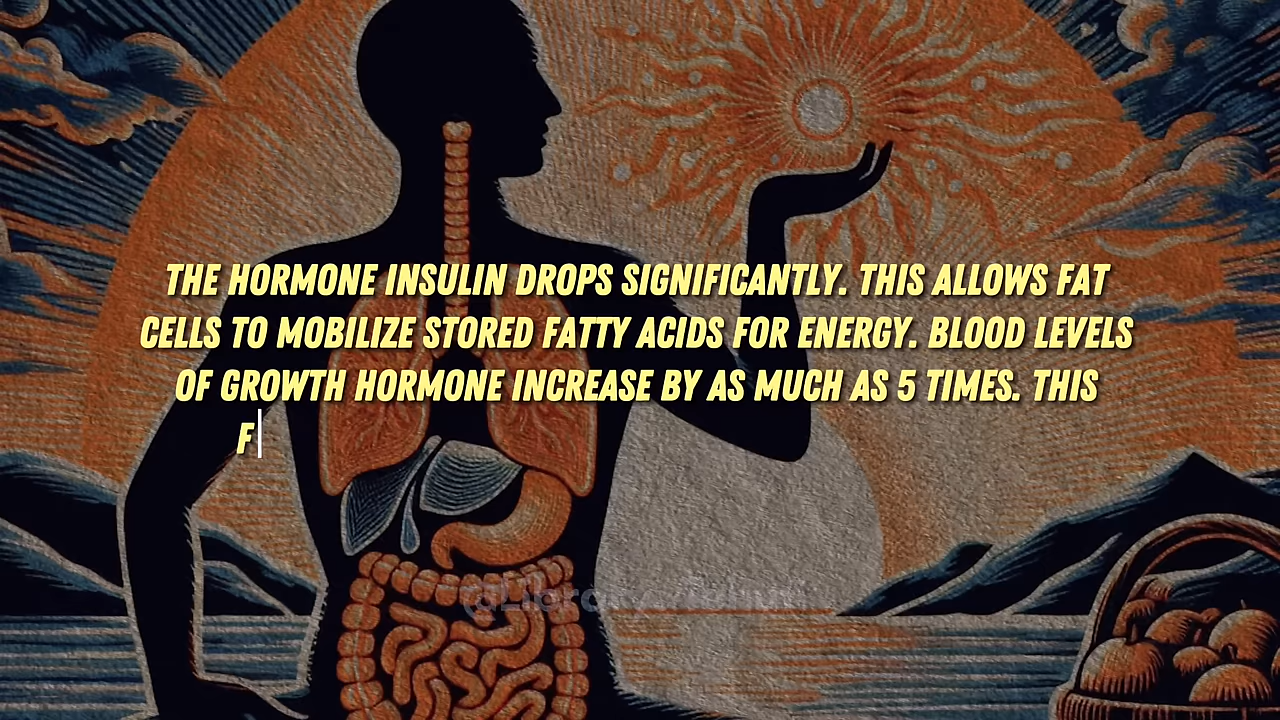 THE HORMONE INSULIN DROPS SIGNIFICANTLY. THIS ALLOWS FAT
CELLS TO MOBILIZE STORED FATTY ACIDS FOR ENERGY. BLOOD LEVELS
OF GROWTH HORMONE INCREASE BY AS MUCH AS 5 TIMES. THIS
F